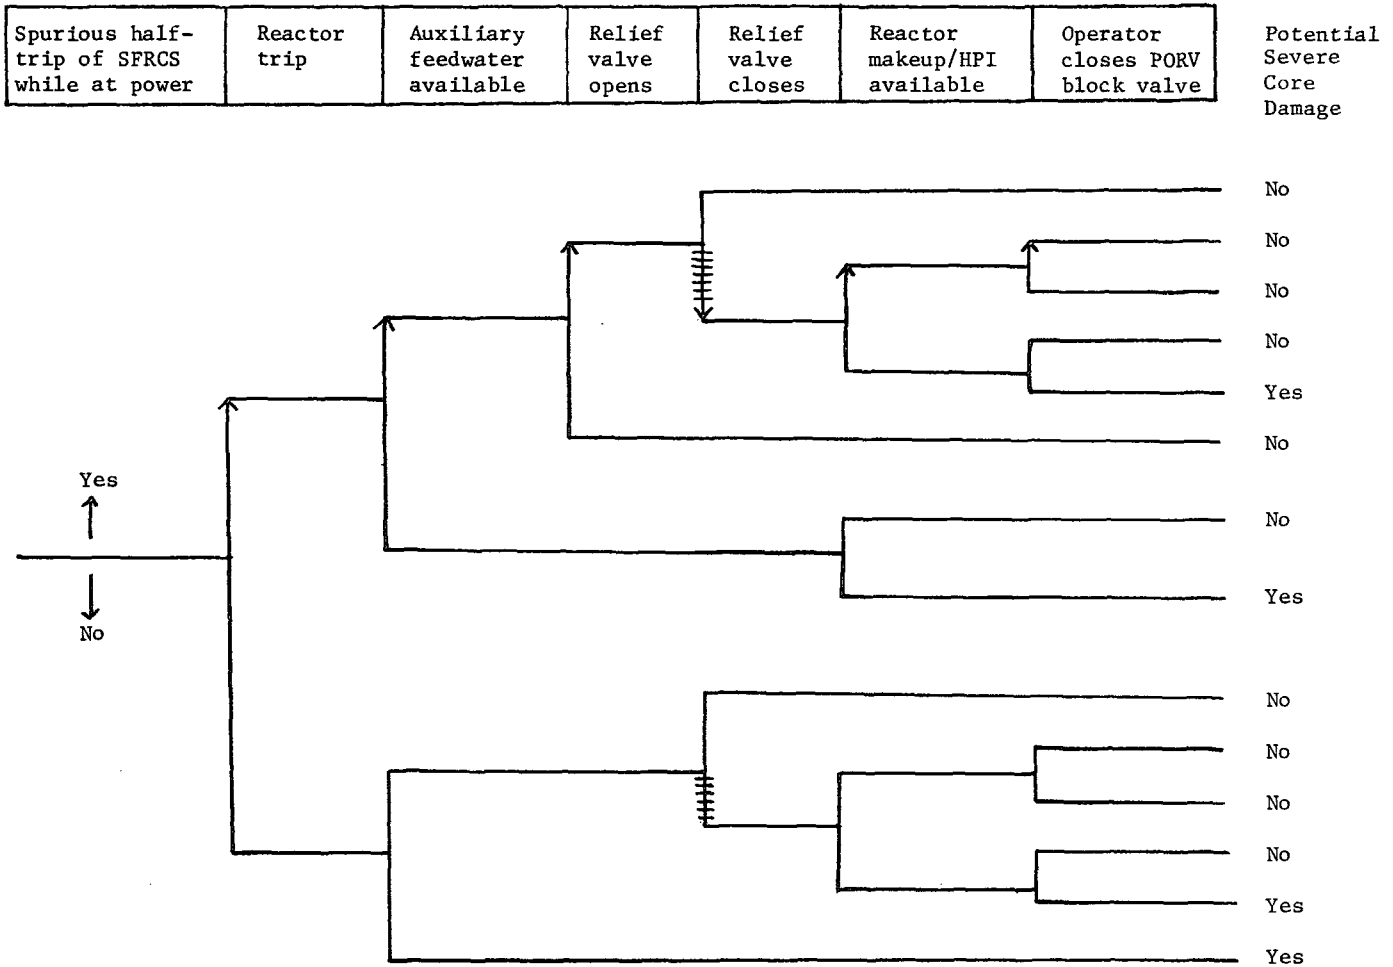 Spurious half-
trip of SFRCS
while at power
Reactor
trip
Auxiliary
feedwater
available
Relief
valve
opens
Relief
valve
closes
Reactor
makeup/HPI
available
Operator
closes PORV
block valve
Potential
Severe
Core
Damage
No
No
No
No
Yes
No
Yes
No
No
Yes
No
No
No
No
Yes
Yes